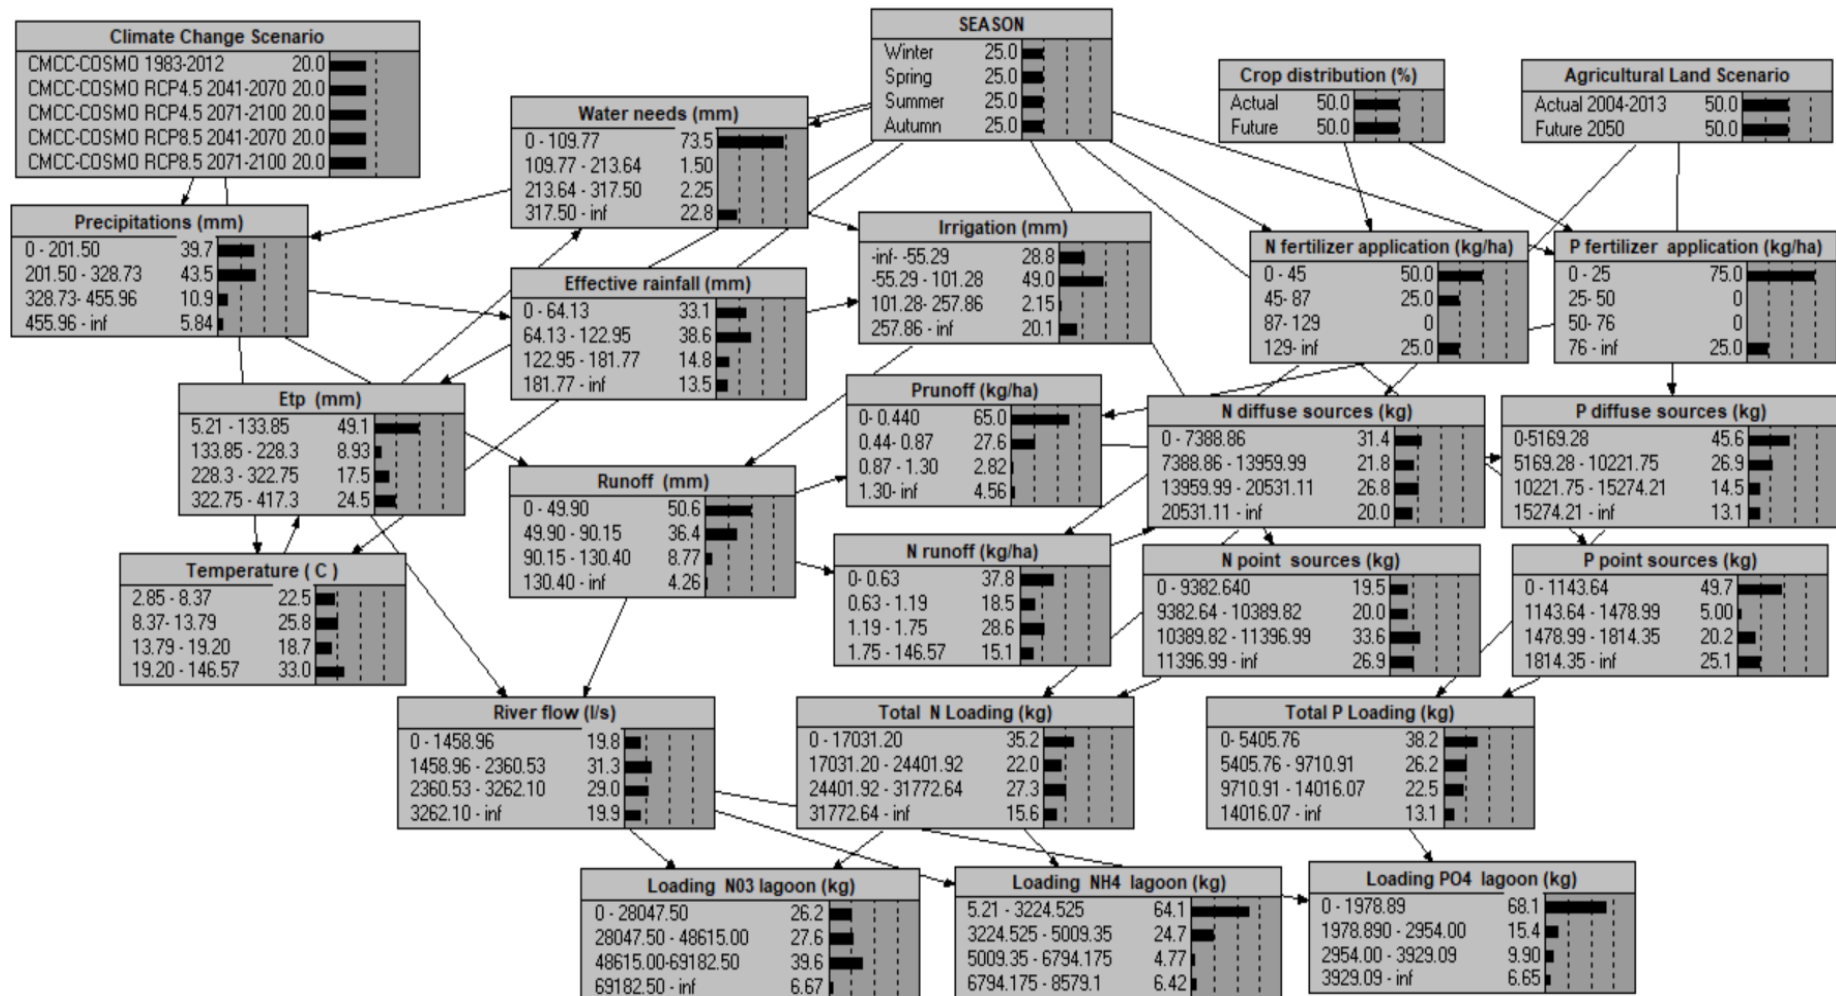 Climate Change Scenario
CMCC-COSMO 1983-2012 20.0
CMCC-COSMO RCP4.5 2041-2070 20.0
CMCC-COSMO RCP4.5 2071-2100 20.0
CMCC-COSMO RCP8.5 2041-2070 20.0
CMCC-COSMO RCP8.5 2071-2100 20.0
SEASON
Winter 25.0
Spring 25.0
Summer 25.0
Autumn 25.0
Crop distribution (%)
Actual 50.0
Future 50.0
Agricultural Land Scenario
Actual 2004-2013 50.0
Future 2050 50.0
Water needs (mm)
0 - 109.77 73.5
109.77 - 213.64 1.50
213.64 - 317.50 2.25
317.50 - inf 22.8
Precipitations (mm)
0 - 201.50 39.7
201.50 - 328.73 43.5
328.73- 455.96 10.9
455.96 - inf 5.84
Irrigation (mm)
-inf- -55.29 28.8
-55.29 - 101.28 49.0
101.28- 257.86 2.15
257.86 - inf 20.1
N fertilizer application (kg/ha)
0 - 45 50.0
45- 87 25.0
87- 129 0
129- inf 25.0
P fertilizer application (kg/ha)
0 - 25 75.0
25- 50 0
50- 76 0
76 - inf 25.0
Effective rainfall (mm)
0 - 64.13 33.1
64.13 - 122.95 38.6
122.95 - 181.77 14.8
181.77 - inf 13.5
Etp (mm)
5.21 - 133.85 49.1
133.85 - 228.3 8.93
228.3 - 322.75 17.5
322.75 - 417.3 24.5
Prunoff (kg/ha)
0- 0.440 65.0
0.44- 0.87 27.6
0.87 - 1.30 2.82
1.30- inf 4.56
N diffuse sources (kg)
0 - 7388.86 31.4
7388.86 - 13959.99 21.8
13959.99 - 20531.11 26.8
20531.11 - inf 20.0
P diffuse sources (kg)
0-5169.28 45.6
5169.28 - 10221.75 26.9
10221.75 - 15274.21 14.5
15274.21 - inf 13.1
Runoff (mm)
0 - 49.90 50.6
49.90 - 90.15 36.4
90.15 - 130.40 8.77
130.40 - inf 4.26
Temperature ( C )
2.85 - 8.37 22.5
8.37- 13.79 25.8
13.79 - 19.20 18.7
19.20 - 146.57 33.0
N runoff (kg/ha)
0- 0.63 37.8
0.63 - 1.19 18.5
1.19 - 1.75 28.6
1.75 - 146.57 15.1
N point sources (kg)
0 - 9382.640 19.5
9382.64 - 10389.82 20.0
10389.82 - 11396.99 33.6
11396.99 - inf 26.9
P point sources (kg)
0 - 1143.64 49.7
1143.64 - 1478.99 5.00
1478.99 - 1814.35 20.2
1814.35 - inf 25.1
River flow (l/s)
0 - 1458.96 19.8
1458.96 - 2360.53 31.3
2360.53 - 3262.10 29.0
3262.10 - inf 19.9
Total N Loading (kg)
0 - 17031.20 35.2
17031.20 - 24401.92 22.0
24401.92 - 31772.64 27.3
31772.64 - inf 15.6
Total P Loading (kg)
0- 5405.76 38.2
5405.76 - 9710.91 26.2
9710.91 - 14016.07 22.5
14016.07 - inf 13.1
Loading N03 lagoon (kg)
0 - 28047.50 26.2
28047.50 - 48615.00 27.6
48615.00-69182.50 39.6
69182.50 - inf 6.67
Loading NH4 lagoon (kg)
5.21 - 3224.525 64.1
3224.525 - 5009.35 24.7
5009.35 - 6794.175 4.77
6794.175 - 8579.1 6.42
Loading PO4 lagoon (kg)
0 - 1978.89 68.1
1978.890 - 2954.00 15.4
2954.00 - 3929.09 9.90
3929.09 - inf 6.65